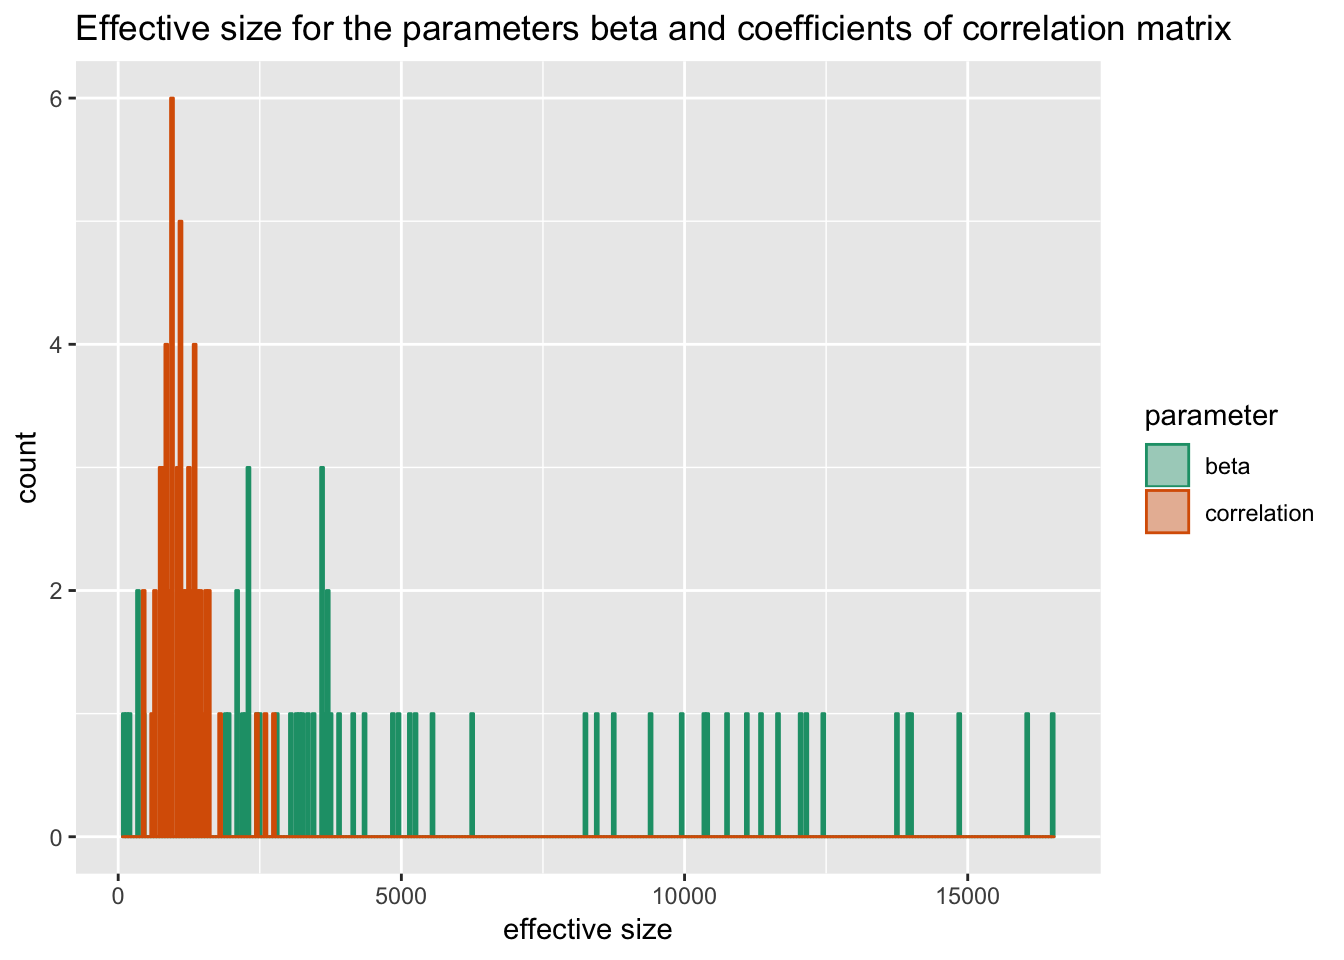 Effective size for the parameters beta and coefficients of correlation matrix
6
4
2
0
count
0 5000 10000 15000
effective size
parameter
beta
correlation